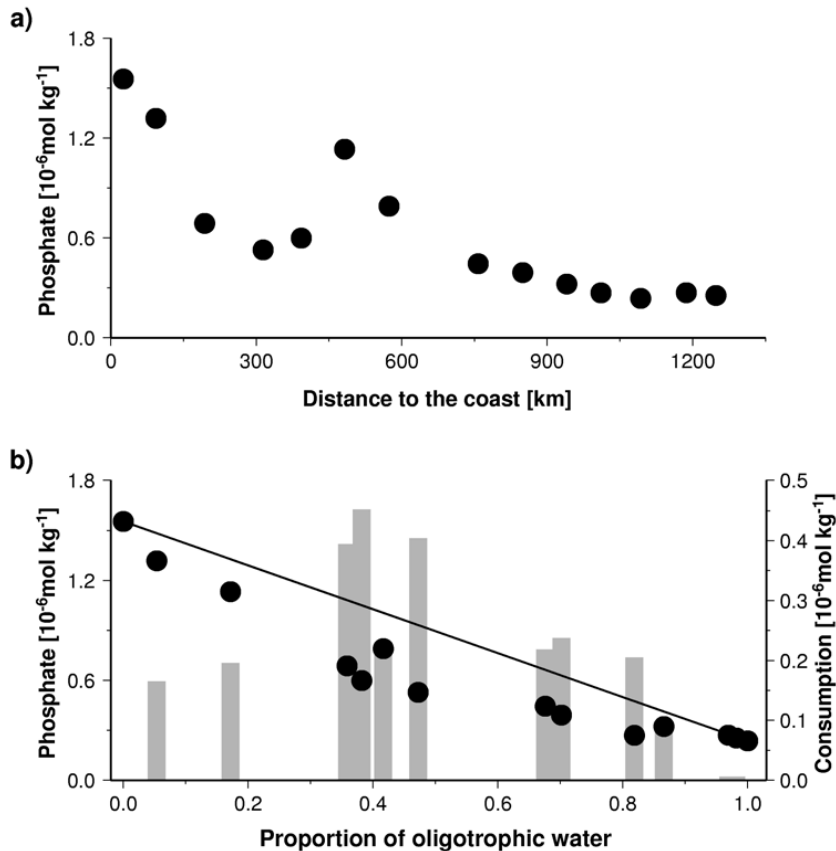 a)
1.8
1.2
0.6
0.0
Phosphate [10⁻⁶mol kg⁻¹]
0 300 600 900 1200
Distance to the coast [km]
b)
1.8
1.2
0.6
0.0
Phosphate [10⁻⁶mol kg⁻¹]
0.5
0.4
0.3
0.2
0.1
0.0
Consumption [10⁻⁶mol kg⁻¹]
0.0 0.2 0.4 0.6 0.8 1.0
Proportion of oligotrophic water